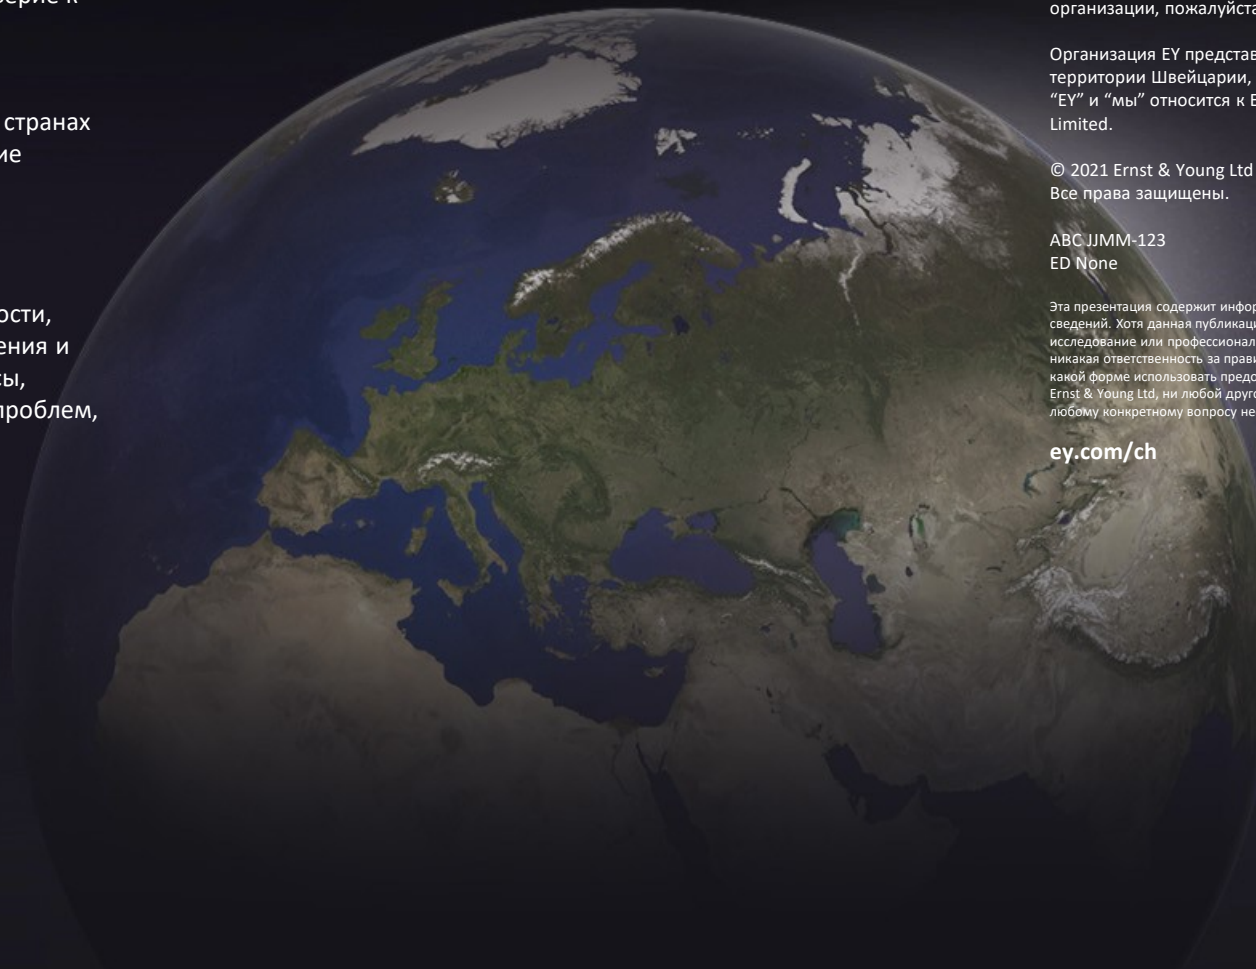 странах
ости,
ения и
сы,
проблем,
организации, пожалуйста
Организация EY представ
территории Швейцарии,
“EY” и “мы” относится к E
Limited.
© 2021 Ernst & Young Ltd
Все права защищены.
ABC JJMM-123
ED None
Эта презентация содержит инфор
сведений. Хотя данная публикаци
исследование или профессионал
никакая ответственность за прави
какой форме использовать предо
Ernst & Young Ltd, ни любой друго
любому конкретному вопросу не
ey.com/ch